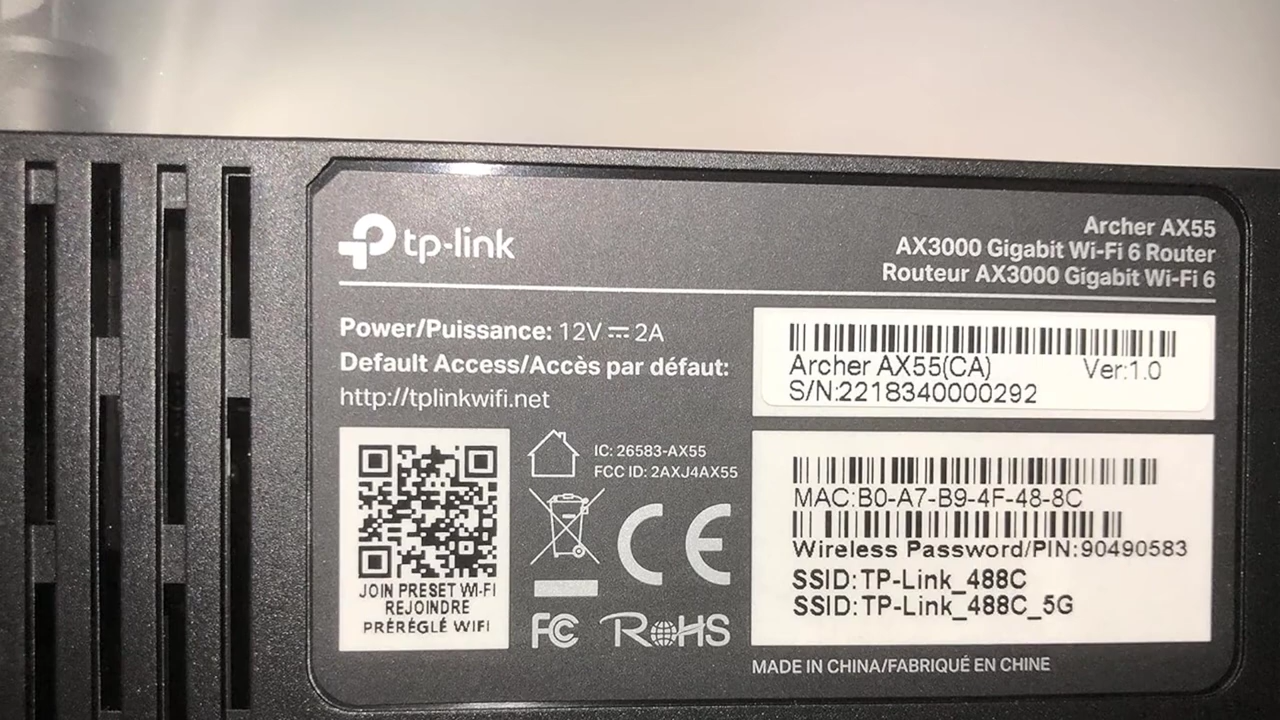 tp-link
Archer AX55
AX3000 Gigabit Wi-Fi 6 Router
Routeur AX3000 Gigabit Wi-Fi 6
Power/Puissance: 12V ⎓ 2A
Default Access/Accès par défaut:
http://tplinkwifi.net
Archer AX55(CA) Ver:1.0
S/N:2218340000292
JOIN PRESET WI-FI
REJOINDRE
PRÉRÉGLÉ WIFI
IC: 26583-AX55
FCC ID: 2AXJ4AX55
CE
FC
RoHS
MAC:B0-A7-B9-4F-48-8C
Wireless Password/PIN:90490583
SSID:TP-Link_488C
SSID:TP-Link_488C_5G
MADE IN CHINA/FABRIQUÉ EN CHINE